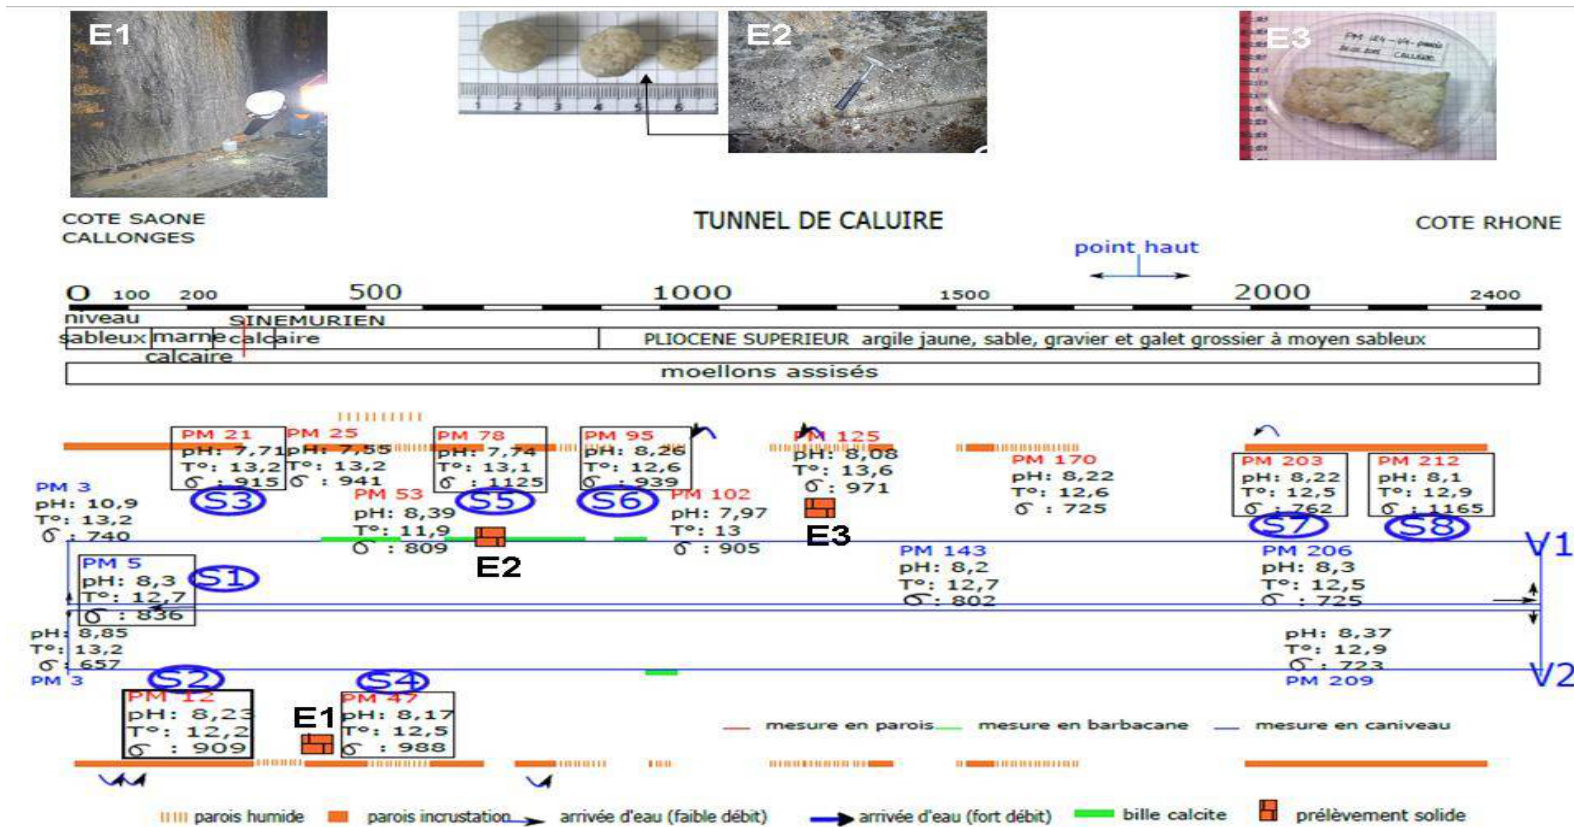 E1
E2
E3
1 2 3 4 5 6
COTE SAONE
CALLONGES
TUNNEL DE CALUIRE
COTE RHONE
point haut
0 100 200 500 1000 1500 2000 2400
niveau
sableux
marne
calcaire
SINEMURIEN
calcaire
PLIOCENE SUPERIEUR argile jaune, sable, gravier et galet grossier à moyen sableux
moellons assisés
PM 21
pH: 7,71
T°: 13,2
σ : 915
S3
PM 25
pH: 7,55
T°: 13,2
σ : 941
PM 78
pH: 7,74
T°: 13,1
σ : 1125
S5
PM 95
pH: 8,26
T°: 12,6
σ : 939
S6
PM 125
pH: 8,08
T°: 13,6
σ : 971
E3
PM 170
pH: 8,22
T°: 12,6
σ : 725
PM 203
pH: 8,22
T°: 12,5
σ : 762
S7
PM 212
pH: 8,1
T°: 12,9
σ : 1165
S8
PM 3
pH: 10,9
T°: 13,2
σ : 740
PM 53
pH: 8,39
T°: 11,9
σ : 809
E2
PM 102
pH: 7,97
T°: 13
σ : 905
V1
PM 5
pH: 8,3
T°: 12,7
σ : 836
S1
PM 143
pH: 8,2
T°: 12,7
σ : 802
PM 206
pH: 8,3
T°: 12,5
σ : 725
pH: 8,85
T°: 13,2
σ : 657
PM 3
pH: 8,37
T°: 12,9
σ : 723
PM 209
V2
S2
PM 12
pH: 8,23
T°: 12,2
σ : 909
E1
S4
PM 47
pH: 8,17
T°: 12,5
σ : 988
mesure en parois mesure en barbacane mesure en caniveau
parois humide parois incrustation arrivée d'eau (faible débit) arrivée d'eau (fort débit) bille calcite prélèvement solide